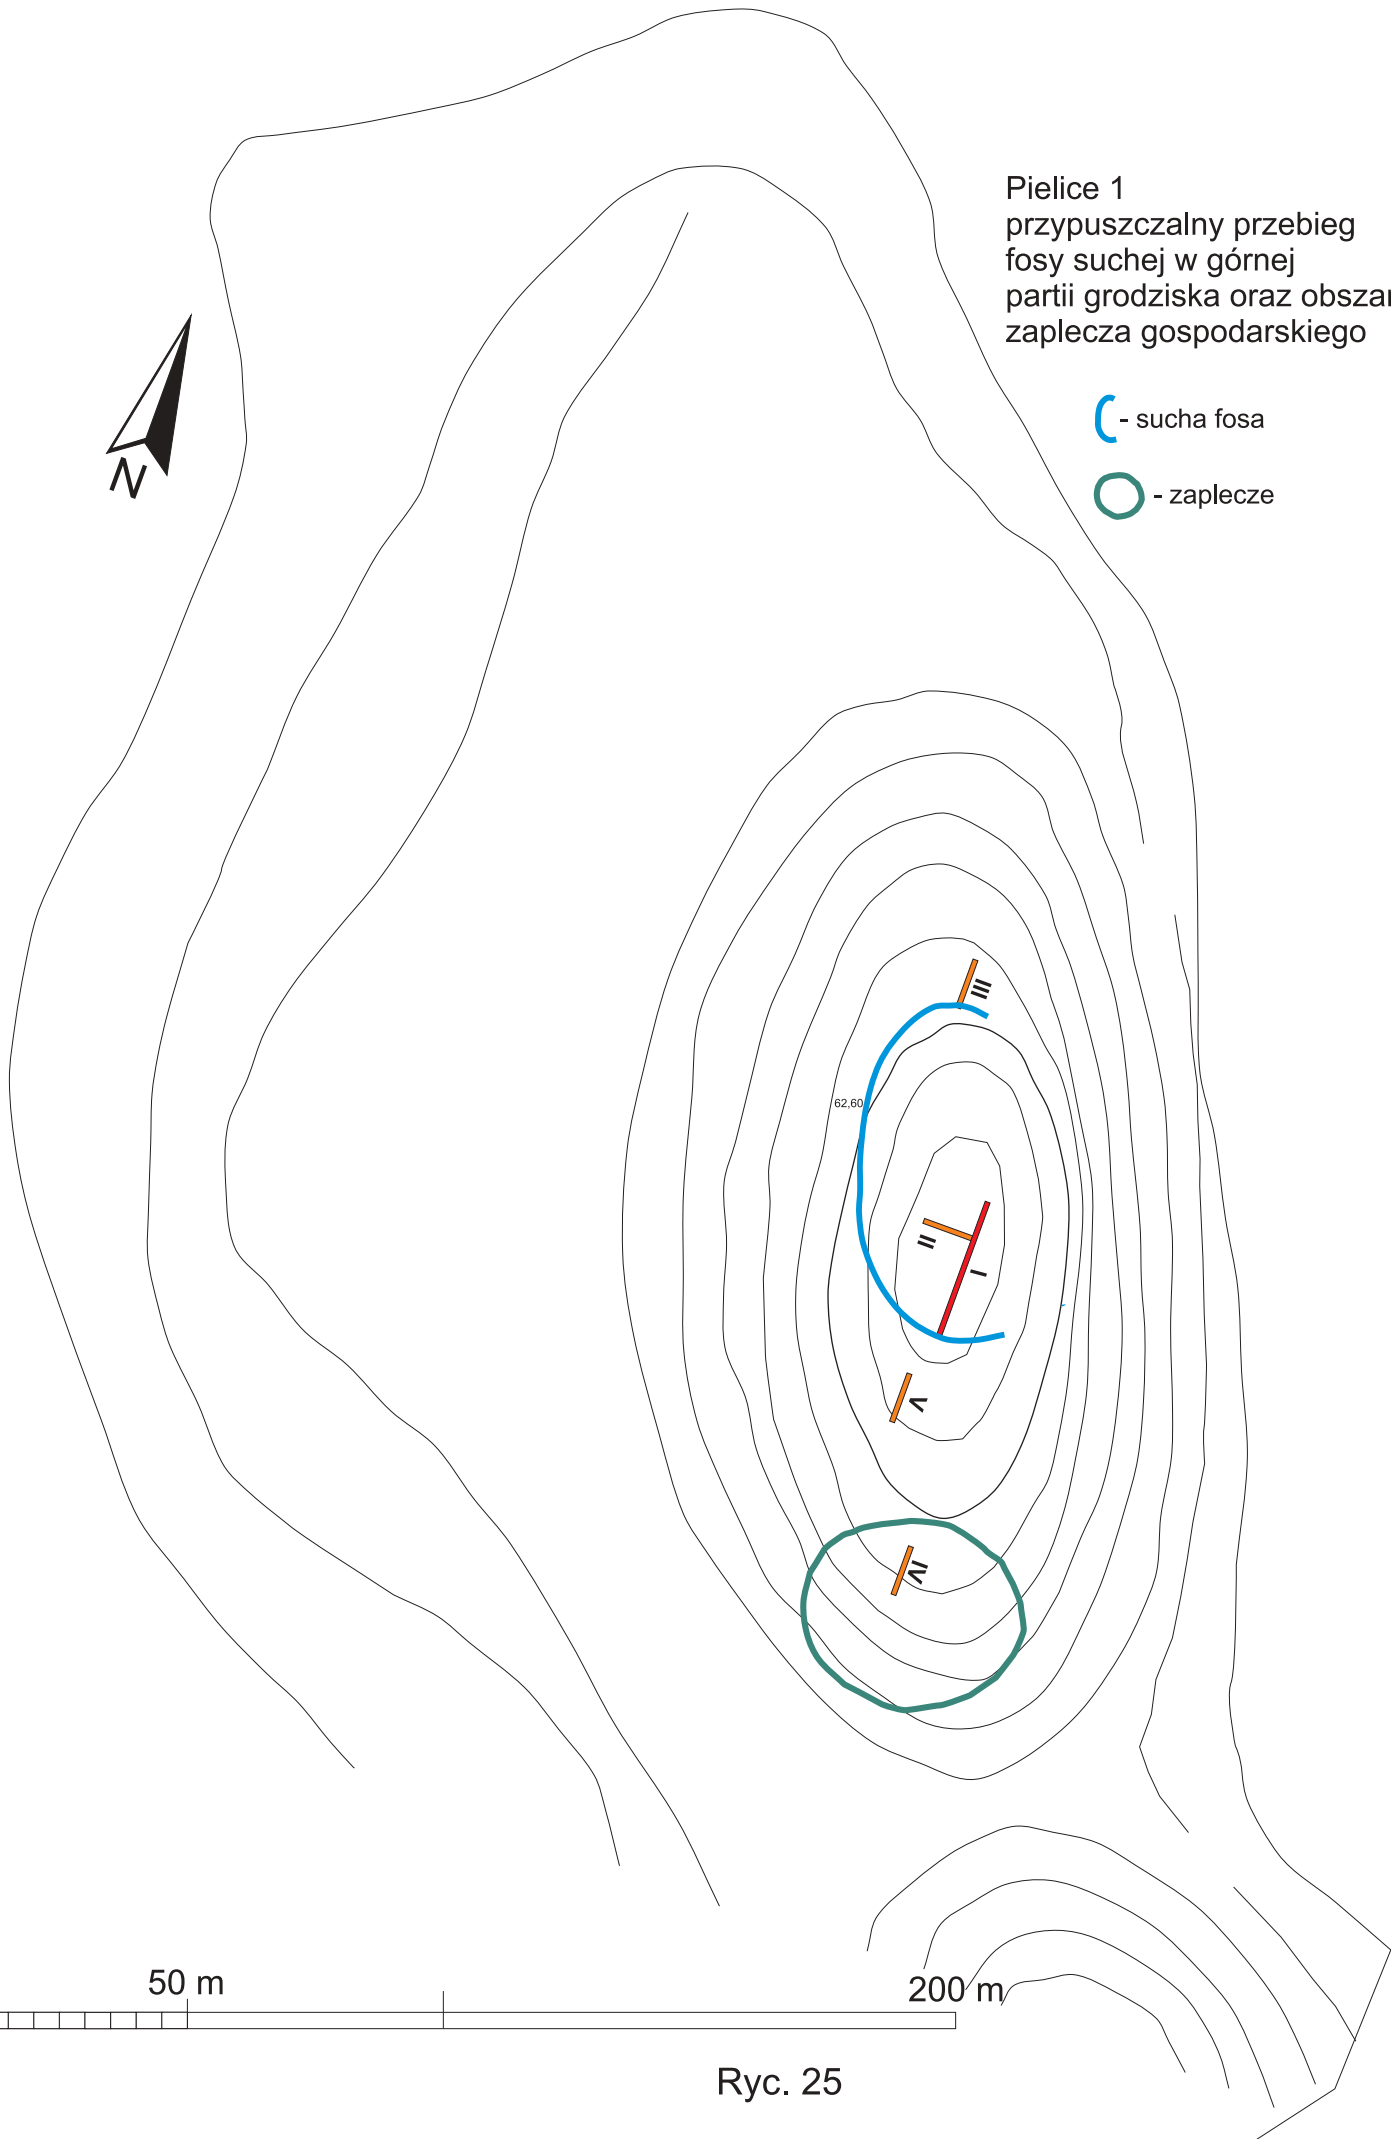 Pielice 1
przypuszczalny przebieg
fosy suchej w górnej
partii grodziska oraz obszar
zaplecza gospodarskiego
- sucha fosa
- zaplecze
N
III
62,60
II
I
V
IV
50 m
200 m
Ryc. 25